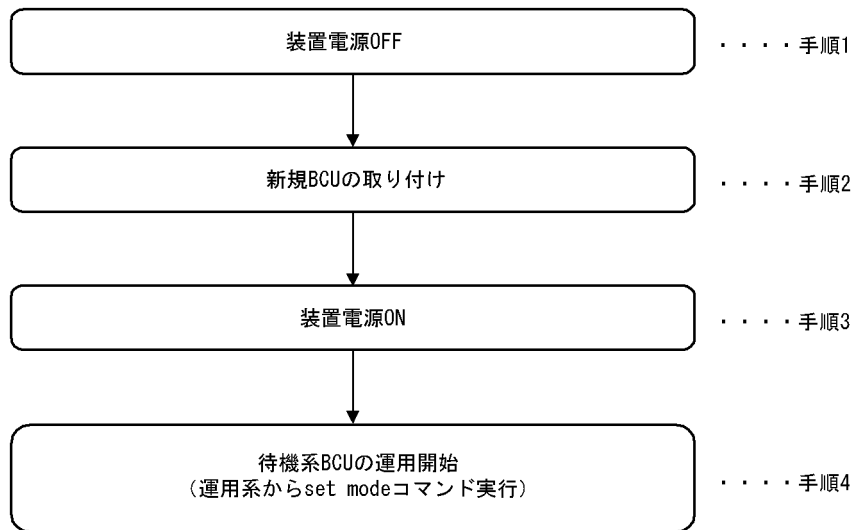 装置電源OFF ････手順1
新規BCUの取り付け ････手順2
装置電源ON ････手順3
待機系BCUの運用開始
(運用系からset modeコマンド実行) ････手順4